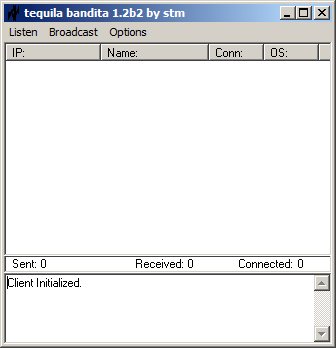 tequila bandita 1.2b2 by stm
Listen Broadcast Options
IP: Name: Conn: OS:
Sent: 0 Received: 0 Connected: 0
Client Initialized.